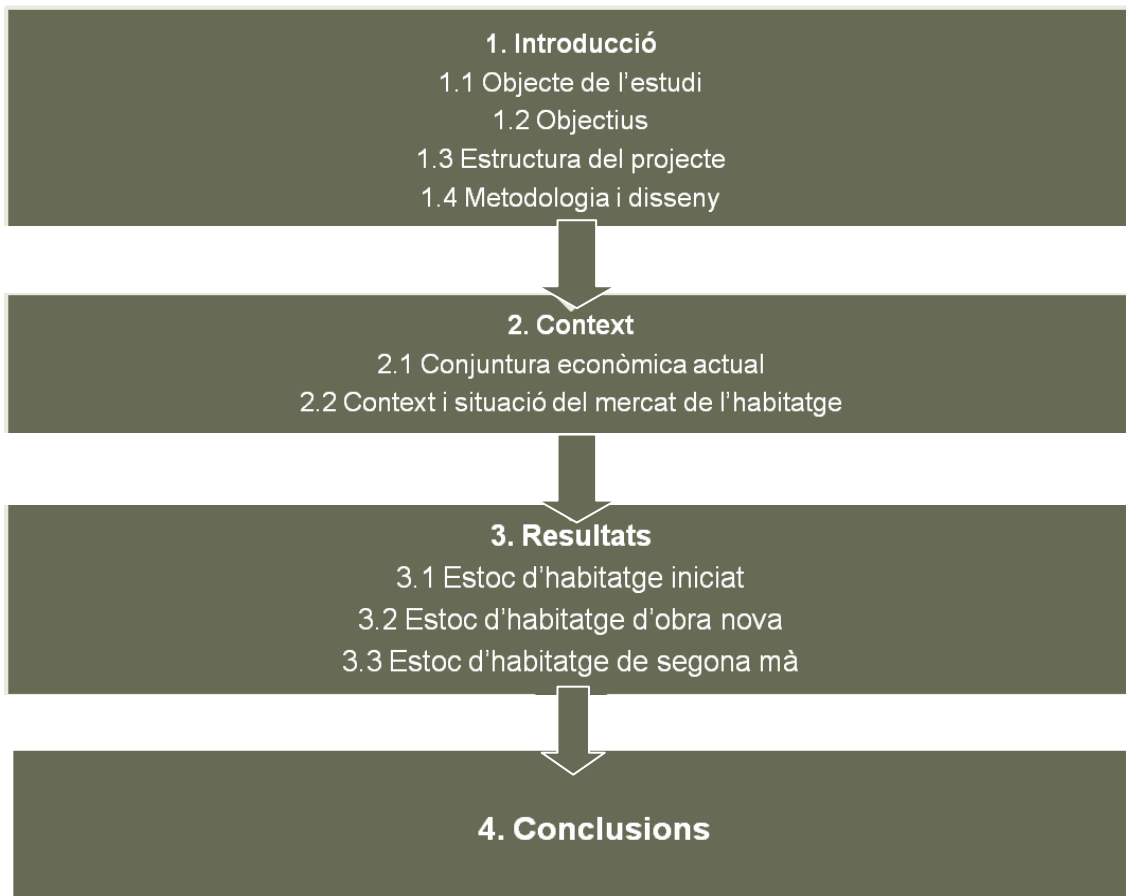 1. Introducció
1.1 Objecte de l’estudi
1.2 Objectius
1.3 Estructura del projecte
1.4 Metodologia i disseny
2. Context
2.1 Conjuntura econòmica actual
2.2 Context i situació del mercat de l’habitatge
3. Resultats
3.1 Estoc d’habitatge iniciat
3.2 Estoc d’habitatge d’obra nova
3.3 Estoc d’habitatge de segona mà
4. Conclusions